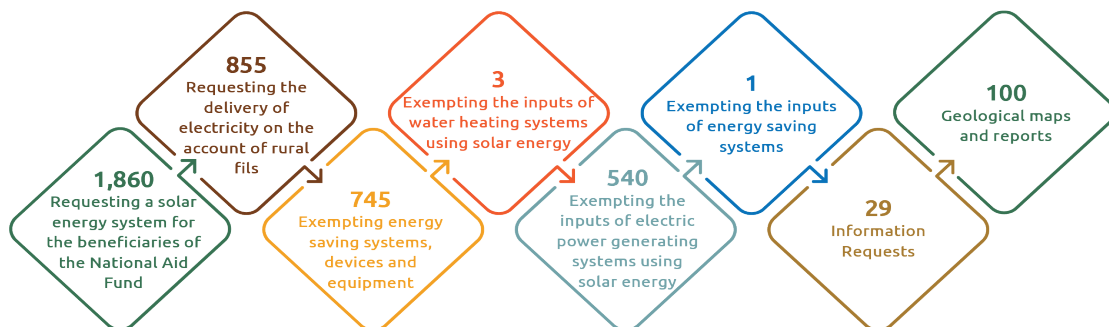 1,860
Requesting a solar
energy system for
the beneficiaries of
the National Aid
Fund
855
Requesting the
delivery of
electricity on the
account of rural
fils
745
Exempting energy
saving systems,
devices and
equipment
3
Exempting the inputs of
water heating systems
using solar energy
540
Exempting the
inputs of electric
power generating
systems using
solar energy
1
Exempting the inputs
of energy saving
systems
29
Information
Requests
100
Geological maps
and reports